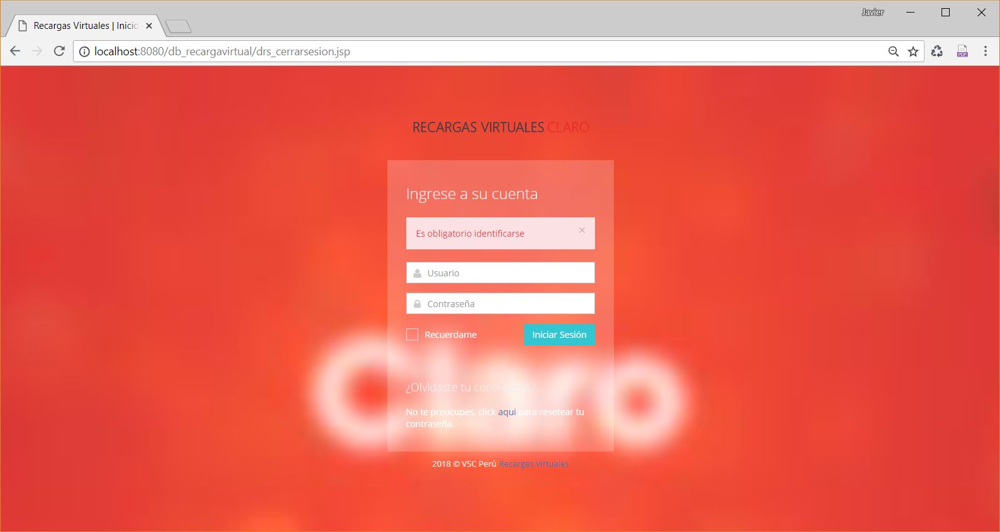 Javier
Recargas Virtuales | Inicio
localhost:8080/db_recargavirtual/drs_cerrarsesion.jsp
PDF
RECARGAS VIRTUALES CLARO
Ingrese a su cuenta
Es obligatorio identificarse
Usuario
Contraseña
Recuerdame
Iniciar Sesión
Claro
¿Olvidaste tu contraseña?
No te preocupes, click aqui para resetear tu
contraseña.
2018 © VSC Perú Recargas Virtuales